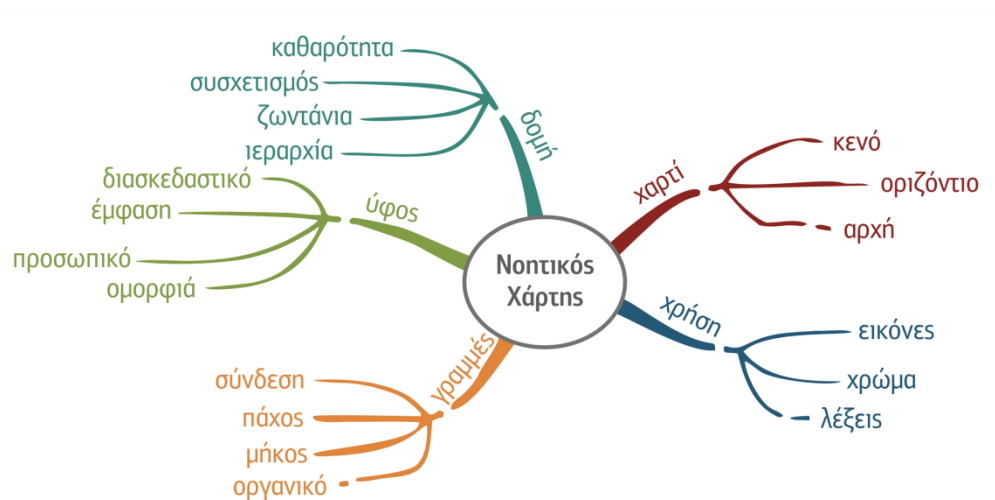 Νοητικός
Χάρτης
δομή
καθαρότητα
συσχετισμός
ζωντάνια
ιεραρχία
χαρτί
κενό
οριζόντιο
αρχή
χρήση
εικόνες
χρώμα
λέξεις
γραμμές
σύνδεση
πάχος
μήκος
οργανικό
ύφος
διασκεδαστικό
έμφαση
προσωπικό
ομορφιά